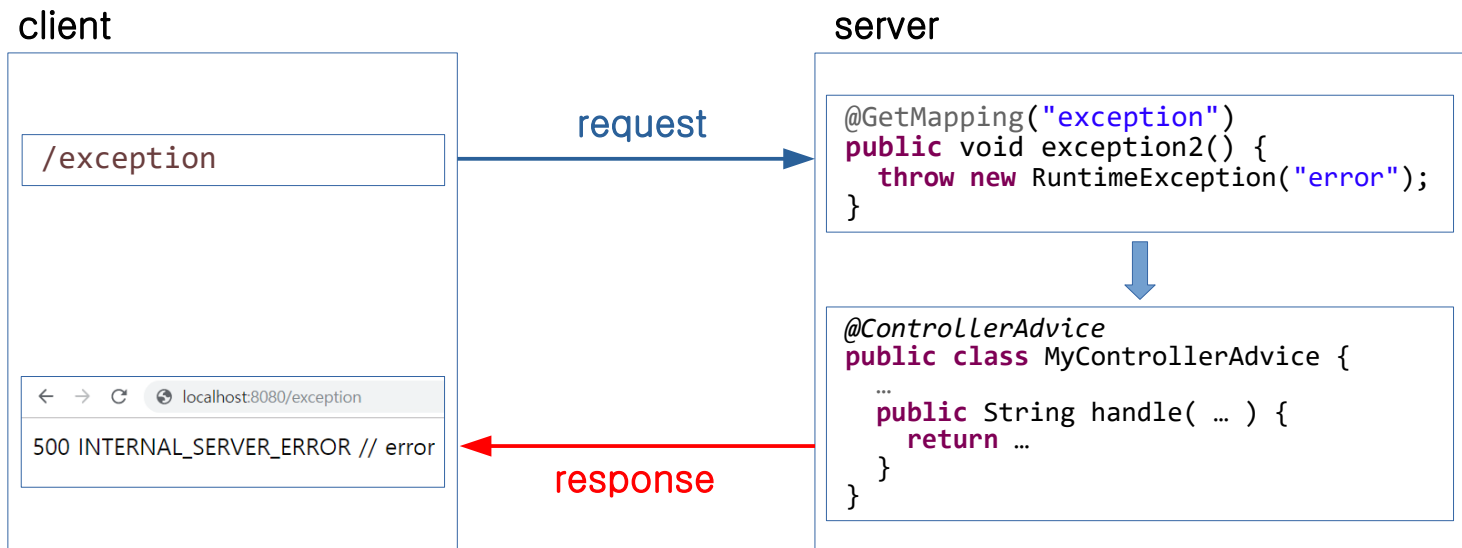 client
server
request
/exception
@GetMapping("exception")
public void exception2() {
  throw new RuntimeException("error");
}
@ControllerAdvice
public class MyControllerAdvice {
  …
  public String handle( … ) {
    return …
  }
}
localhost:8080/exception
500 INTERNAL_SERVER_ERROR // error
response